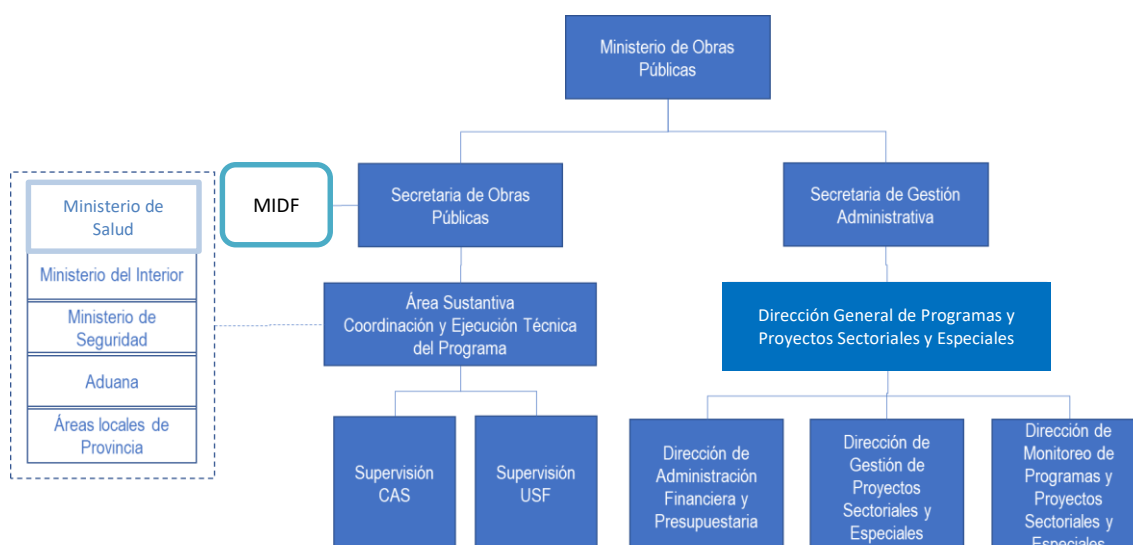 Ministerio de Obras
Públicas
Ministerio de
Salud
MIDF
Secretaria de Obras
Públicas
Secretaria de Gestión
Administrativa
Ministerio del Interior
Ministerio de
Seguridad
Aduana
Áreas locales de
Provincia
Área Sustantiva
Coordinación y Ejecución Técnica
del Programa
Dirección General de Programas y
Proyectos Sectoriales y Especiales
Supervisión
CAS
Supervisión
USF
Dirección de
Administración
Financiera y
Presupuestaria
Dirección de
Gestión de
Proyectos
Sectoriales y
Especiales
Dirección de
Monitoreo de
Programas y
Proyectos
Sectoriales y
Especiales